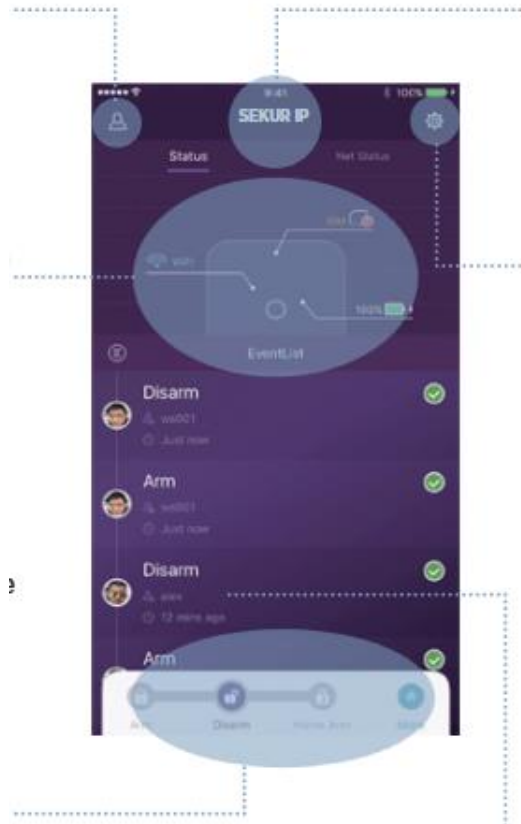 e
9:41
100%
SEKUR IP
Status
Net Status
SIM
WiFi
100%
EventList
Disarm
ws001
Just now
Arm
ws001
Just now
Disarm
alex
12 mins ago
Arm
Arm
Disarm
Home Arm
More